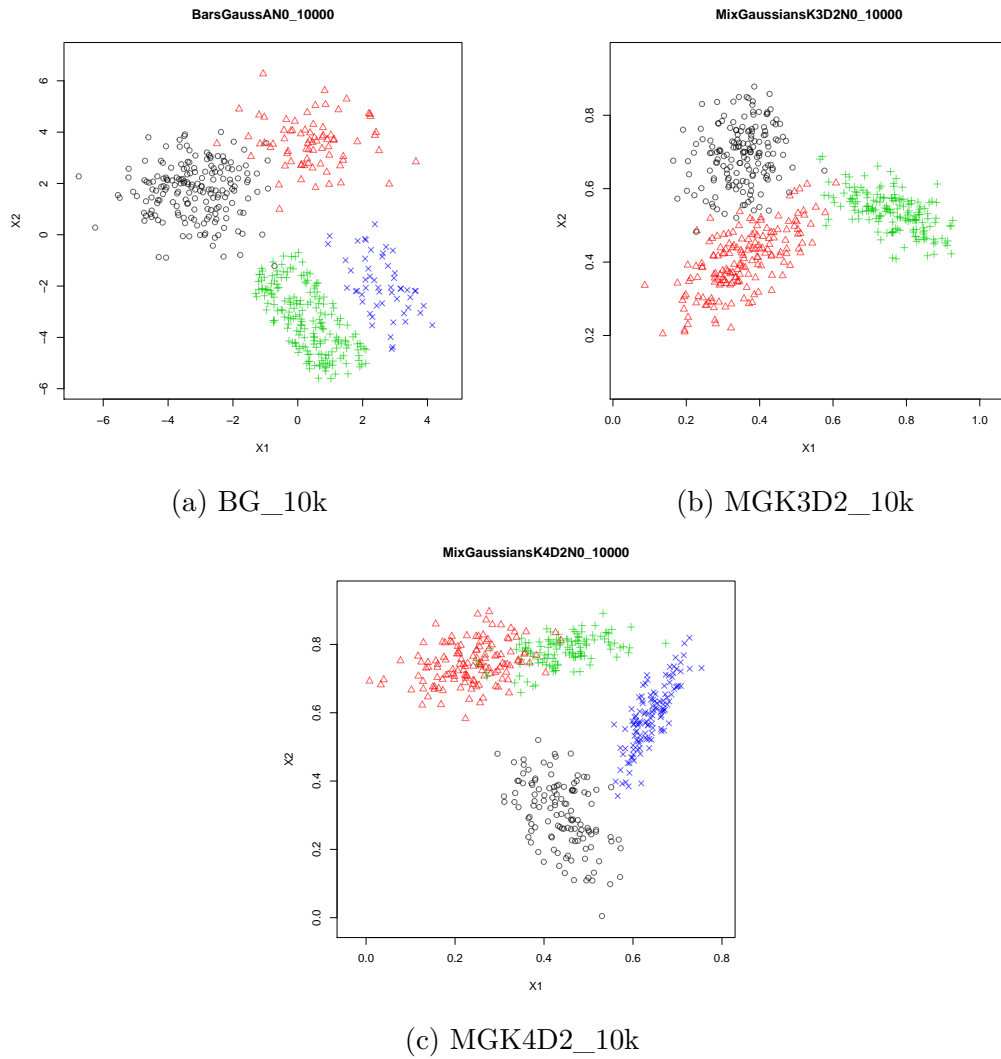 BarsGaussAN0_10000
X2
6
4
2
0
−2
−4
−6
−6 −4 −2 0 2 4
X1
(a) BG_10k
MixGaussiansK3D2N0_10000
X2
0.8
0.6
0.4
0.2
0.0 0.2 0.4 0.6 0.8 1.0
X1
(b) MGK3D2_10k
MixGaussiansK4D2N0_10000
X2
0.8
0.6
0.4
0.2
0.0
0.0 0.2 0.4 0.6 0.8
X1
(c) MGK4D2_10k